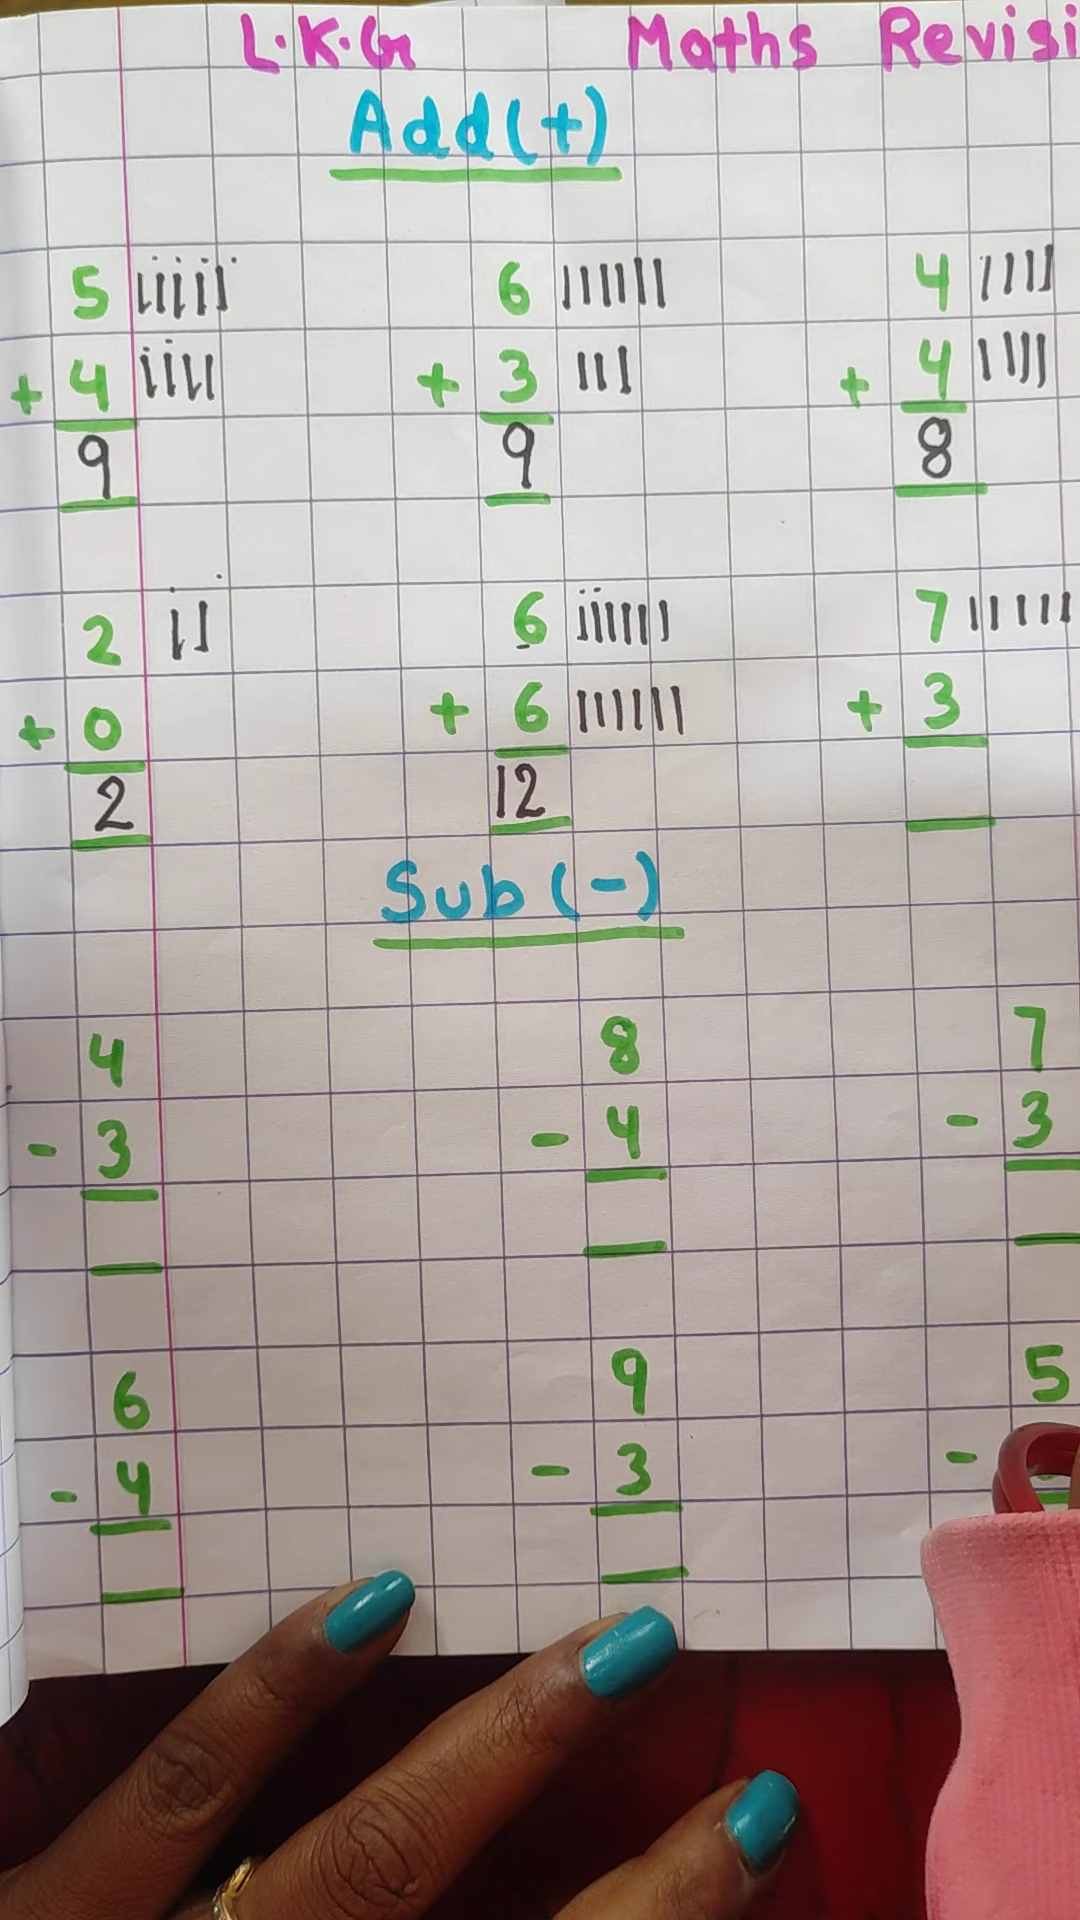 L.K.G Maths Revisi
Add(+)
5 6 4
+ 4 + 3 + 4
9 9 8
2 6 7
+ 0 + 6 + 3
2 12
Sub(-)
4 8 7
- 3 - 4 - 3
6 9 5
- 4 - 3 -